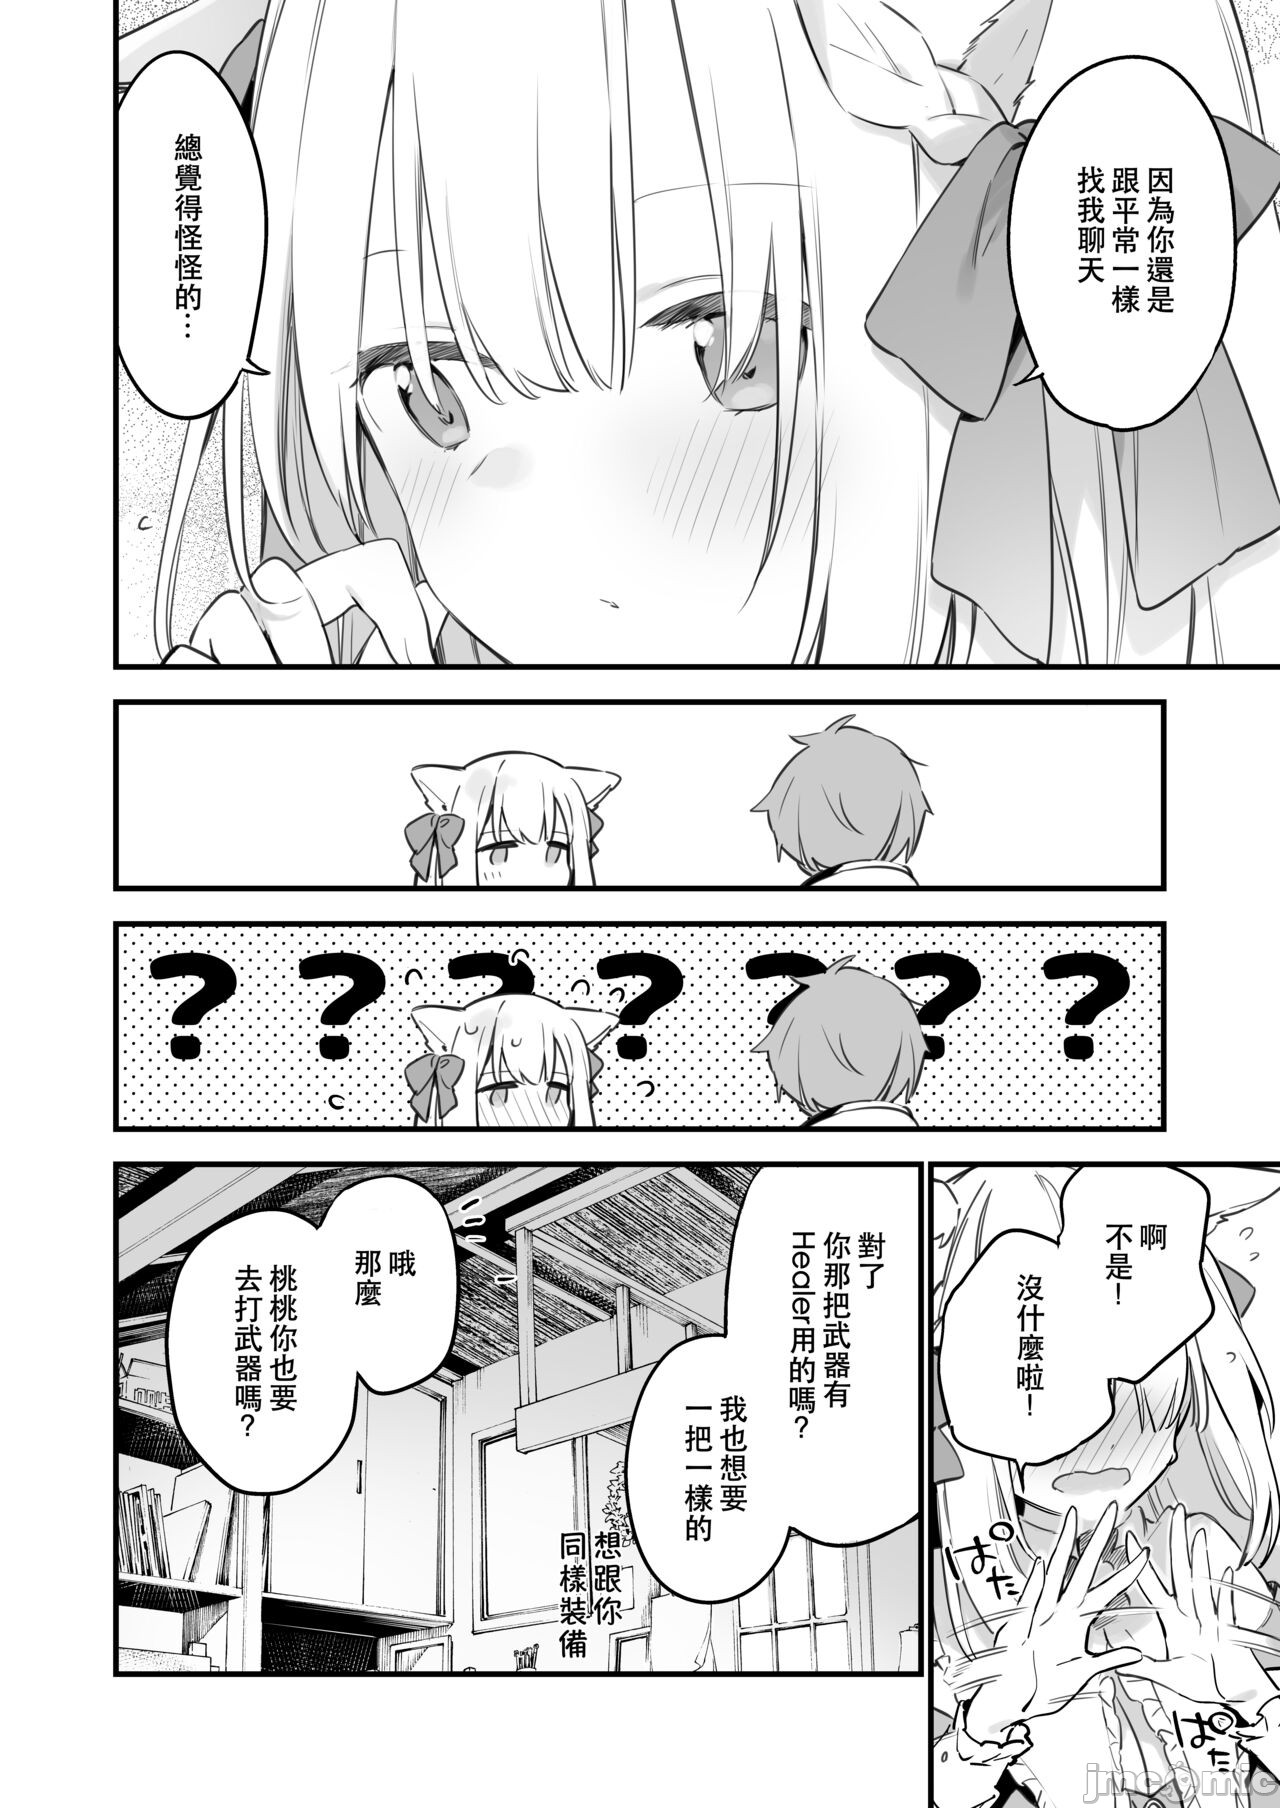 因為你還是
跟平常一樣
找我聊天
總覺得怪怪的…
???????
啊
不是！
沒什麼啦！
ぱた
ぱた
對了
你那把武器有
Healer用的嗎？
我也想要
一把一樣的
想跟你
同樣裝備
哦
那麼
桃桃你也要
去打武器嗎？
jmcomic